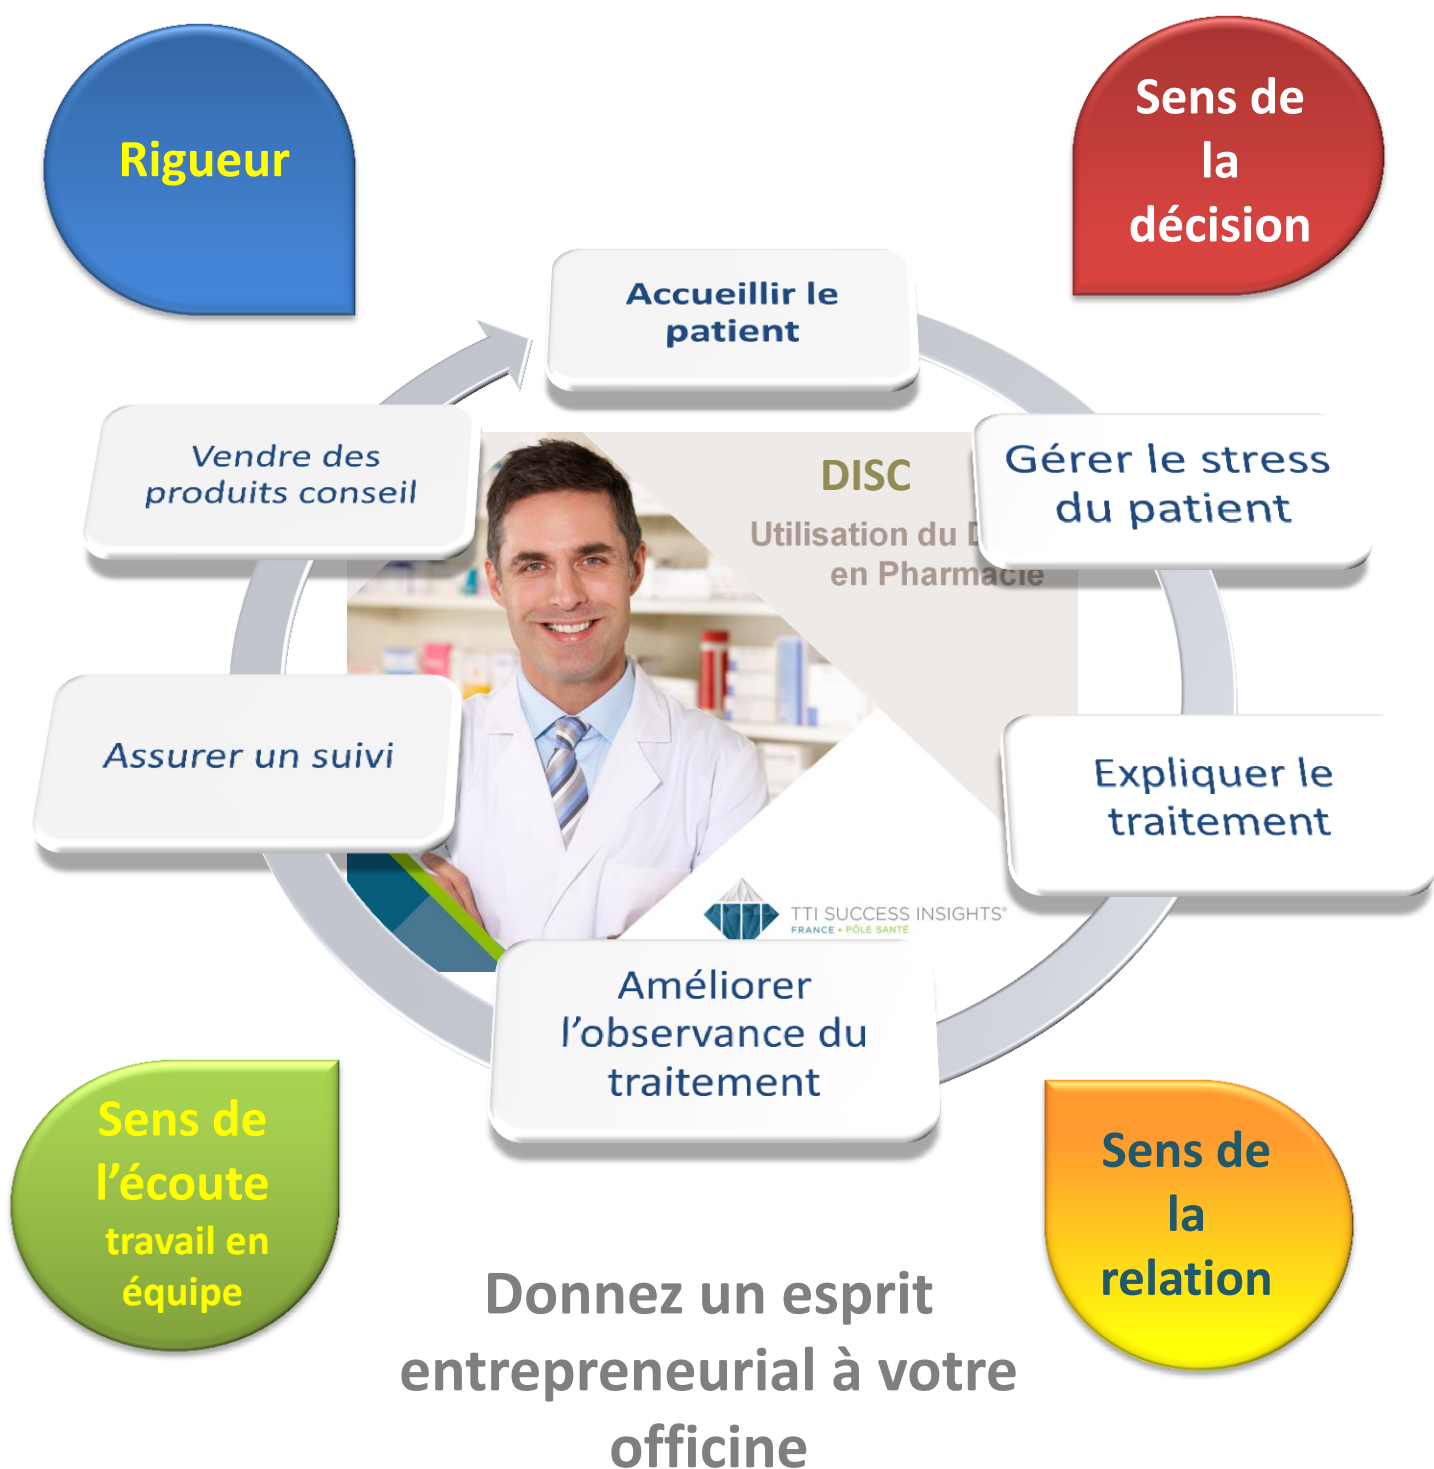 Rigueur
Sens de
la
décision
Accueillir le
patient
Vendre des
produits conseil
DISC
Utilisation du
en Pharmacie
Gérer le stress
du patient
Assurer un suivi
Expliquer le
traitement
TTI SUCCESS INSIGHTS®
FRANCE • PÔLE SANTÉ
Améliorer
l’observance du
traitement
Sens de
l’écoute
travail en
équipe
Sens de
la
relation
Donnez un esprit
entrepreneurial à votre
officine